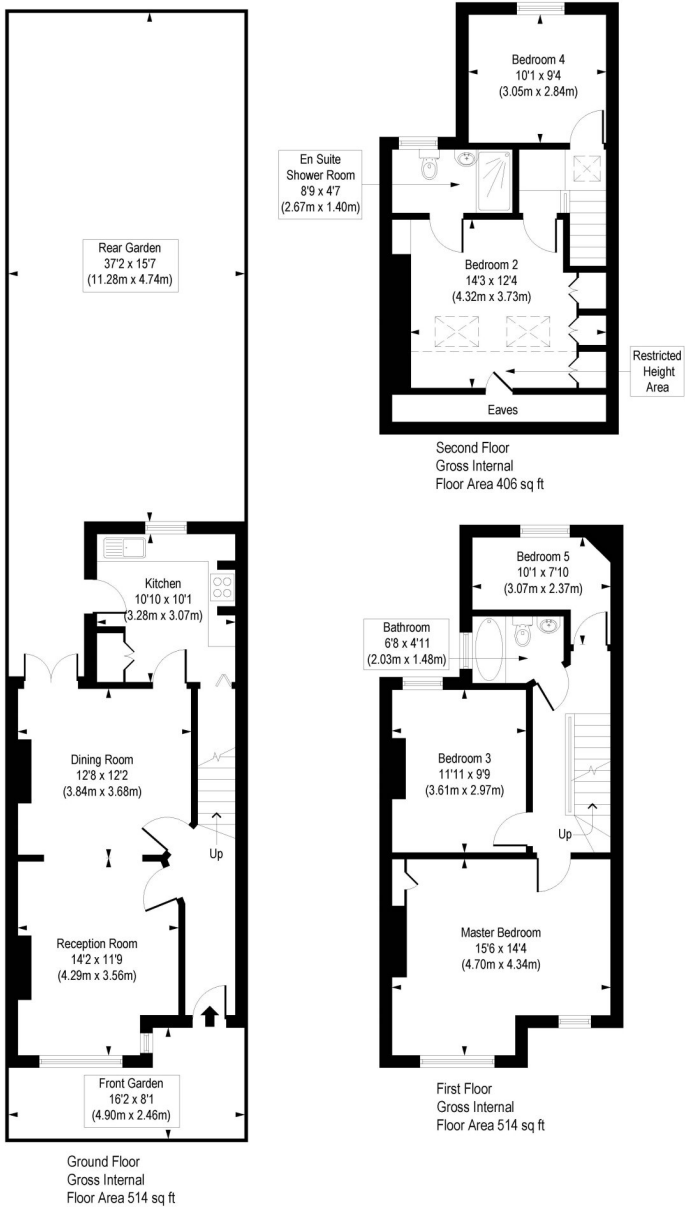 Rear Garden
37'2 x 15'7
(11.28m x 4.74m)
Kitchen
10'10 x 10'1
(3.28m x 3.07m)
Dining Room
12'8 x 12'2
(3.84m x 3.68m)
Up
Reception Room
14'2 x 11'9
(4.29m x 3.56m)
Front Garden
16'2 x 8'1
(4.90m x 2.46m)
Ground Floor
Gross Internal
Floor Area 514 sq ft
Bedroom 4
10'1 x 9'4
(3.05m x 2.84m)
En Suite
Shower Room
8'9 x 4'7
(2.67m x 1.40m)
Bedroom 2
14'3 x 12'4
(4.32m x 3.73m)
Restricted
Height
Area
Eaves
Second Floor
Gross Internal
Floor Area 406 sq ft
Bedroom 5
10'1 x 7'10
(3.07m x 2.37m)
Bathroom
6'8 x 4'11
(2.03m x 1.48m)
Bedroom 3
11'11 x 9'9
(3.61m x 2.97m)
Up
Master Bedroom
15'6 x 14'4
(4.70m x 4.34m)
First Floor
Gross Internal
Floor Area 514 sq ft